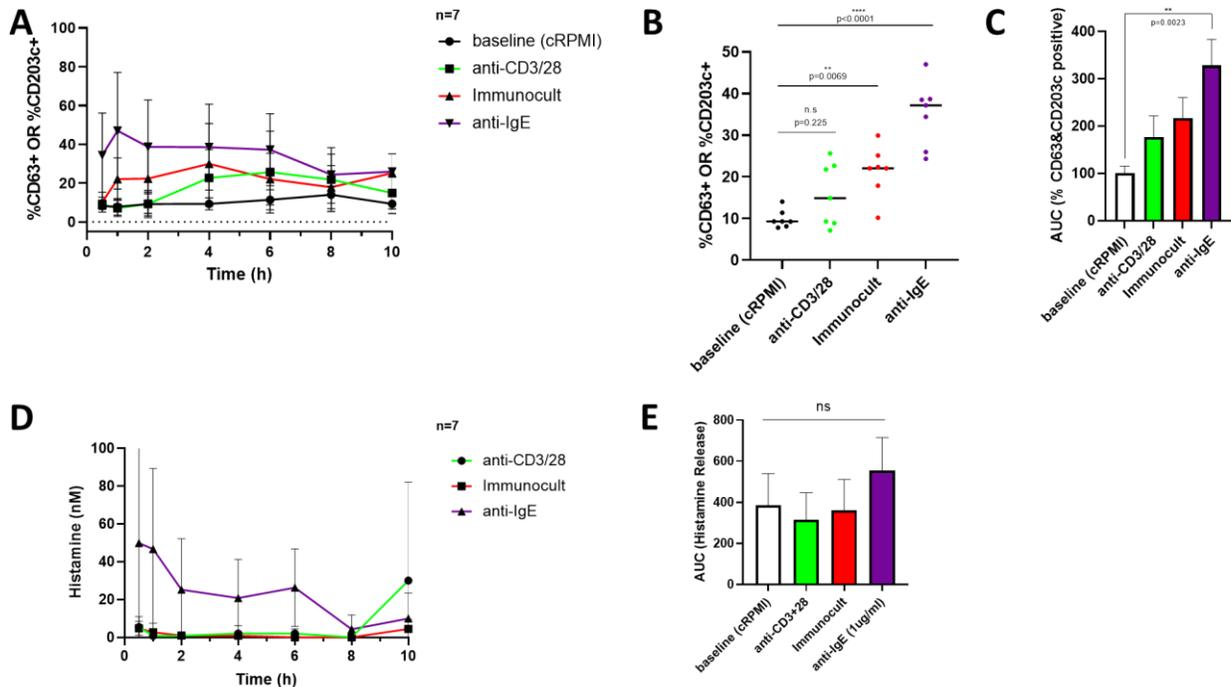 A
%CD63+ OR %CD203c+
100
80
60
40
20
0
0 2 4 6 8 10
Time (h)
n=7
baseline (cRPMI)
anti-CD3/28
Immunocult
anti-IgE
B
****
p<0.0001
**
p=0.0069
n.s
p=0.225
%CD63+ OR %CD203c+
50
40
30
20
10
0
baseline (cRPMI)
anti-CD3/28
Immunocult
anti-IgE
C
**
p=0.0023
AUC (% CD63&CD203c positive)
400
300
200
100
0
baseline (cRPMI)
anti-CD3/28
Immunocult
anti-IgE
D
Histamine (nM)
100
80
60
40
20
0
0 2 4 6 8 10
Time (h)
n=7
anti-CD3/28
Immunocult
anti-IgE
E
ns
AUC (Histamine Release)
800
600
400
200
0
baseline (cRPMI)
anti-CD3+28
Immunocult
anti-IgE (1ug/ml)